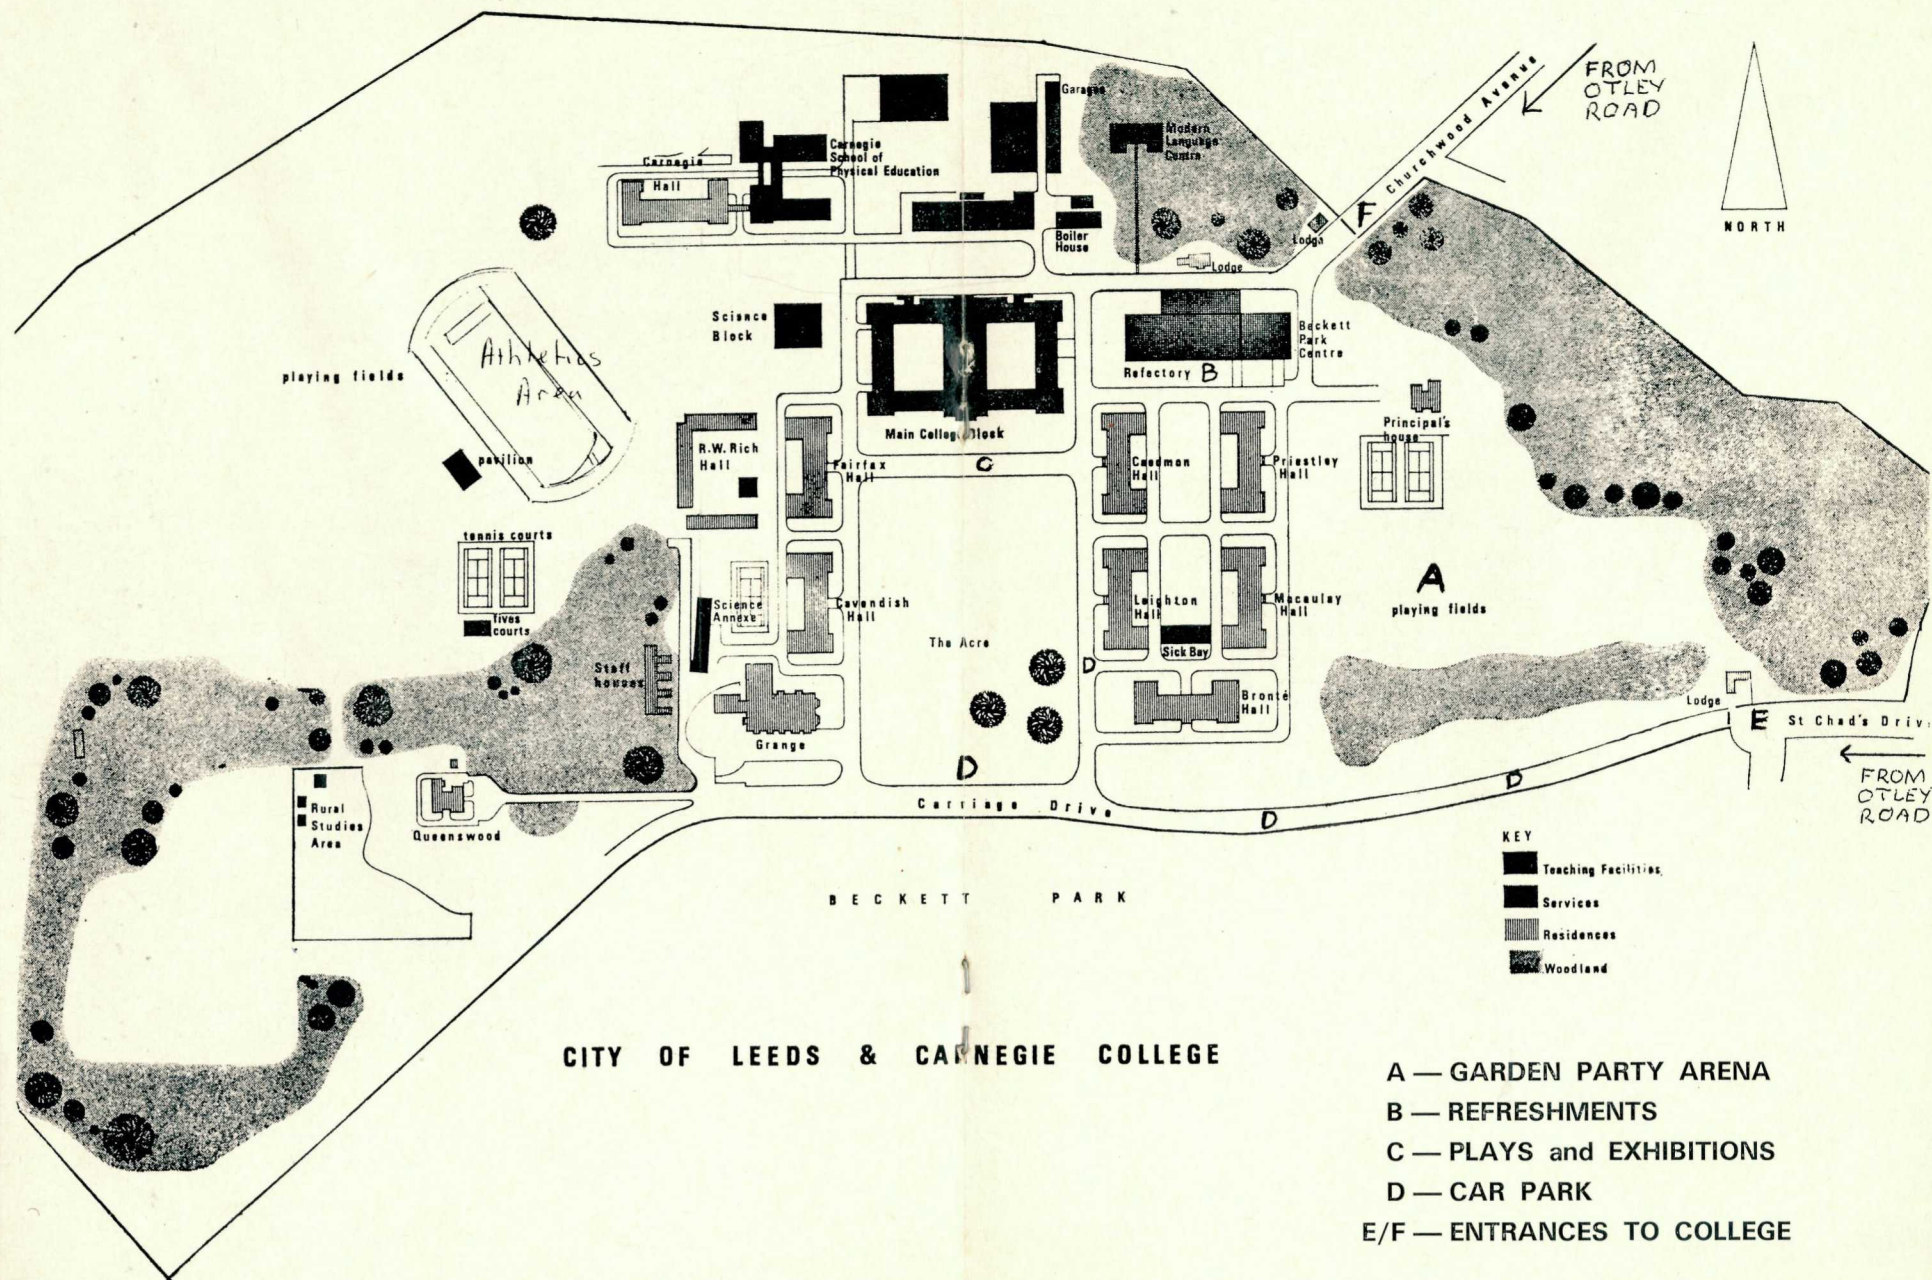 FROM
OTLEY
ROAD
Churchwood Avenue
NORTH
Garages
Modern
Language
Centre
Carnegie
School of
Physical Education
Carnegie
Hall
Boiler
House
F
Lodge
Lodge
Science
Block
Beckett
Park
Centre
Refectory B
playing fields
Athletics
Area
pavilion
Main College Block
C
R.W. Rich
Hall
Fairfax
Hall
Caedmon
Hall
Priestley
Hall
Principal's
house
tennis courts
fives
courts
Science
Annexe
Cavendish
Hall
Leighton
Hall
Macaulay
Hall
A
playing fields
The Acre
Sick Bay
D
Staff
houses
Bronté
Hall
Grange
Lodge
E
St Chad's Driv
FROM
OTLEY
ROAD
D
Carriage Drive
D
D
Rural
Studies
Area
Queenswood
KEY
Teaching Facilities
Services
Residences
Woodland
BECKETT PARK
CITY OF LEEDS & CARNEGIE COLLEGE
A — GARDEN PARTY ARENA
B — REFRESHMENTS
C — PLAYS and EXHIBITIONS
D — CAR PARK
E/F — ENTRANCES TO COLLEGE